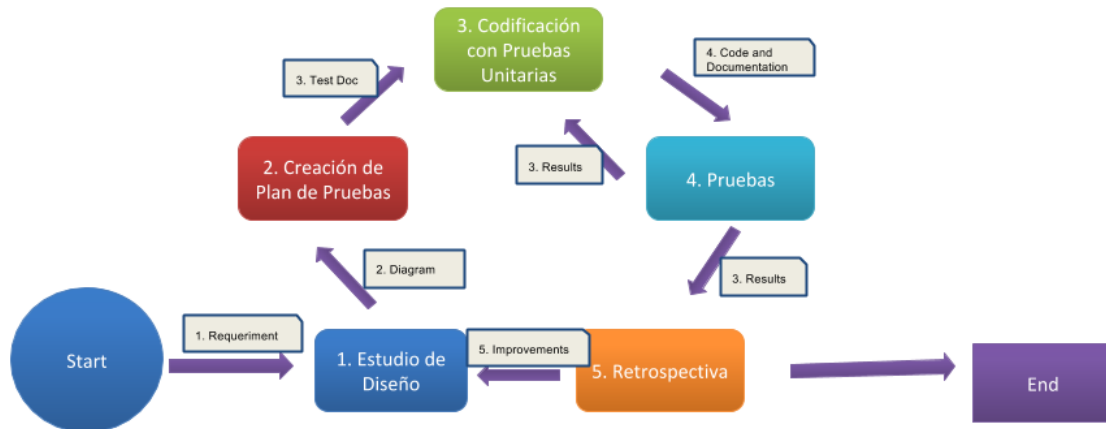 3. Codificación
con Pruebas
Unitarias
4. Code and
Documentation
3. Test Doc
2. Creación de
Plan de Pruebas
3. Results
4. Pruebas
2. Diagram
3. Results
Start
1. Requeriment
1. Estudio de
Diseño
5. Improvements
5. Retrospectiva
End